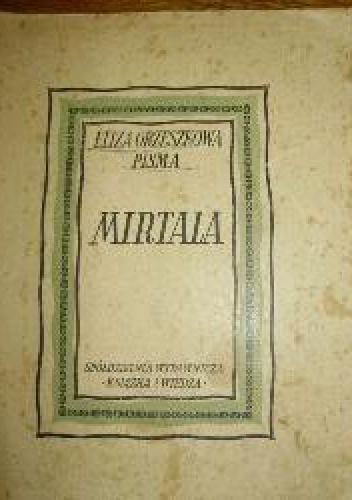 ELIZA ORZESZKOWA
PISMA
MIRTALA
SPÓŁDZIELNIA WYDAWNICZA
·KSIĄŻKA I WIEDZA·